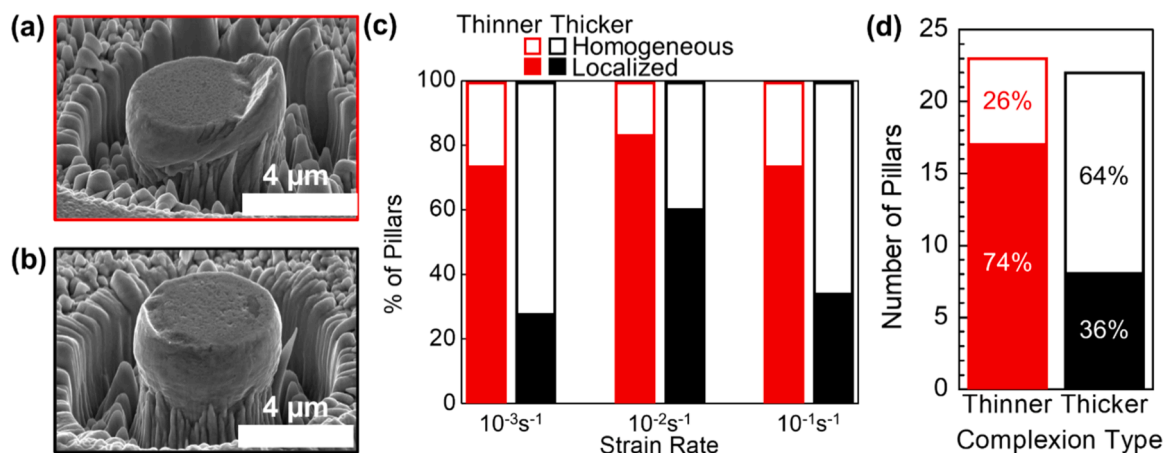 (a)
4 µm
(b)
4 µm
(c)
Thinner Thicker
Homogeneous
Localized
% of Pillars
100
80
60
40
20
0
10⁻³s⁻¹
10⁻²s⁻¹
10⁻¹s⁻¹
Strain Rate
(d)
Number of Pillars
25
20
15
10
5
0
26%
74%
64%
36%
Thinner Thicker
Complexion Type